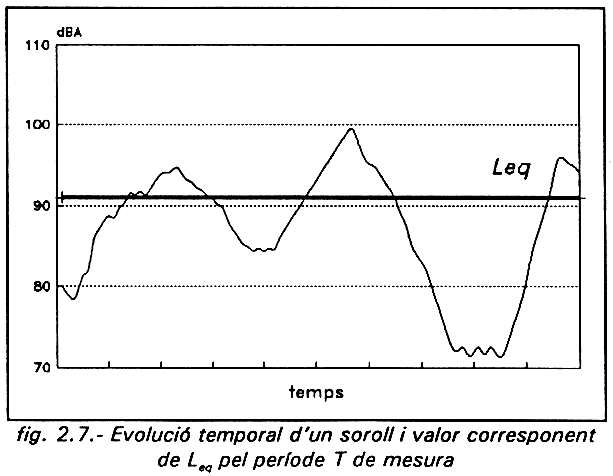 dBA
110
100
Leq
90
80
70
temps
fig. 2.7.- Evolució temporal d'un soroll i valor corresponent
de Leq pel període T de mesura